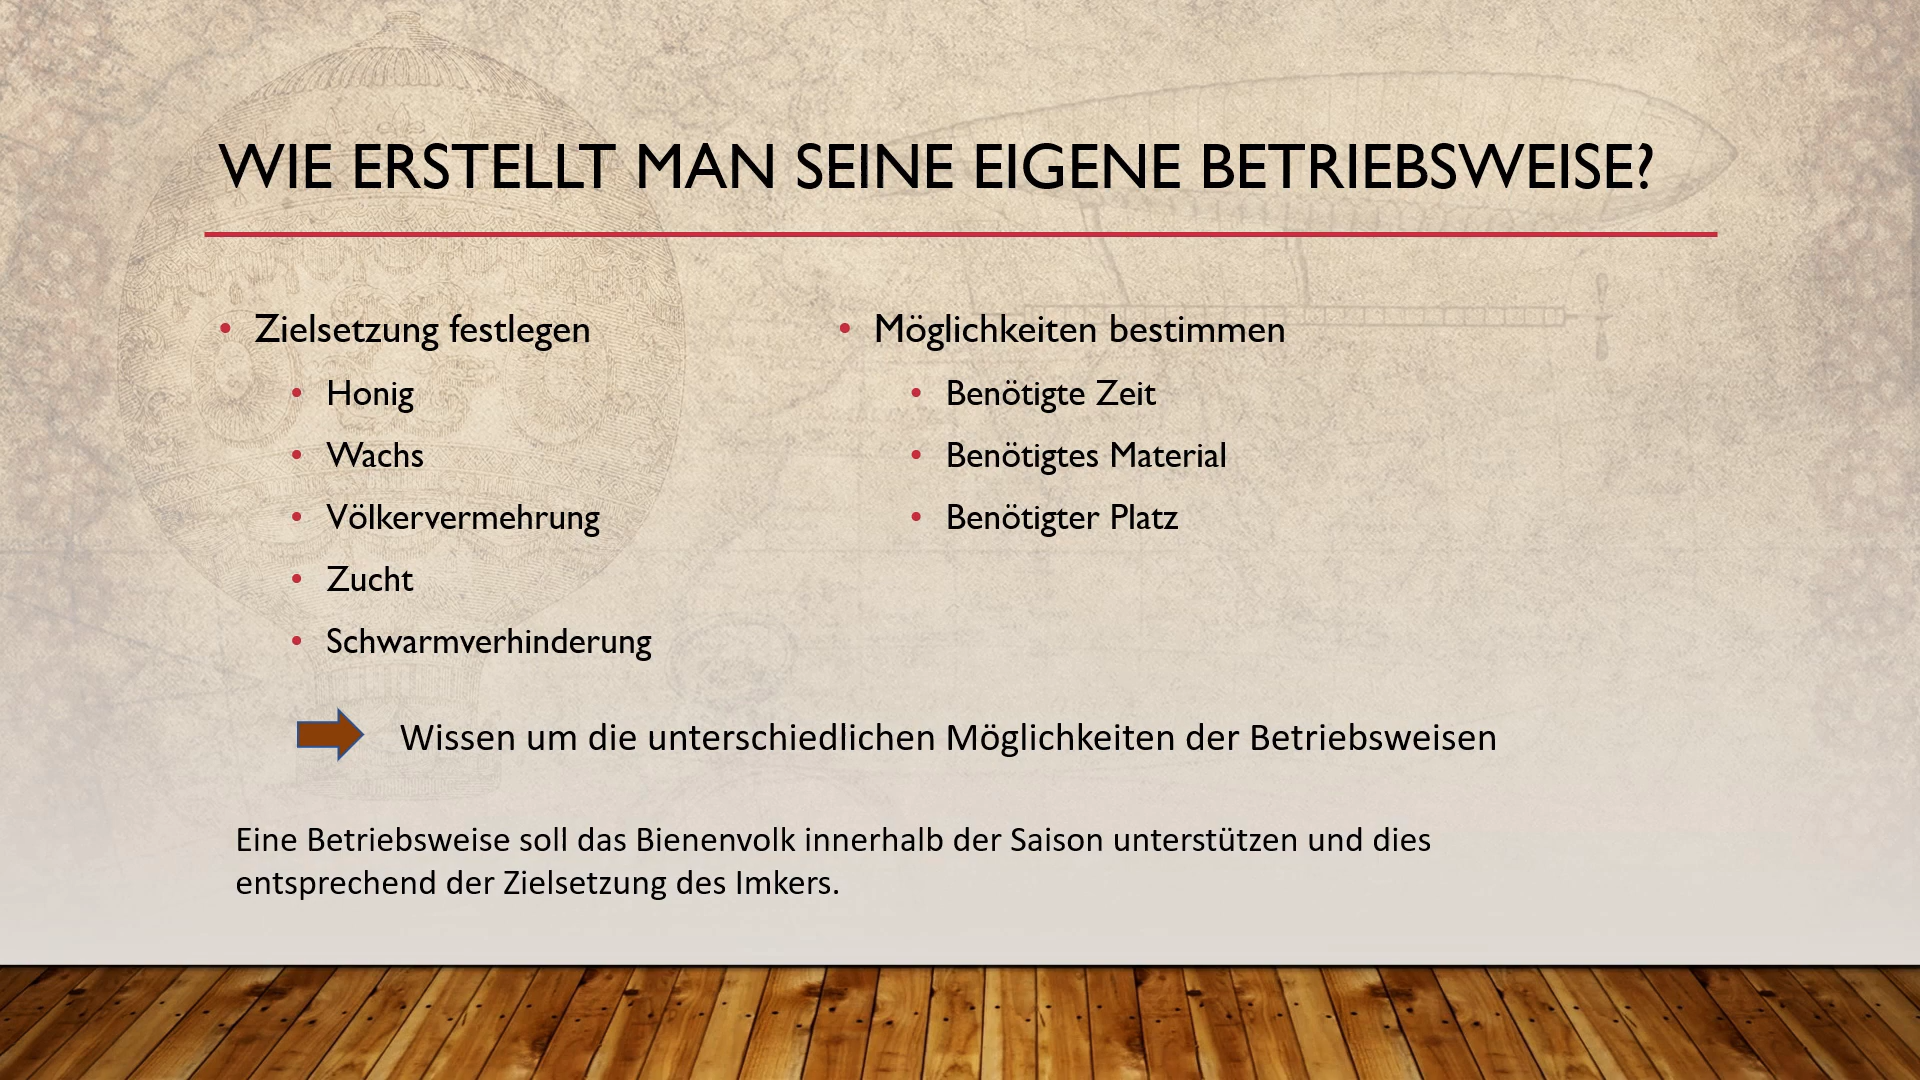 WIE ERSTELLT MAN SEINE EIGENE BETRIEBSWEISE?
• Zielsetzung festlegen
• Honig
• Wachs
• Völkervermehrung
• Zucht
• Schwarmverhinderung
• Möglichkeiten bestimmen
• Benötigte Zeit
• Benötigtes Material
• Benötigter Platz
Wissen um die unterschiedlichen Möglichkeiten der Betriebsweisen
Eine Betriebsweise soll das Bienenvolk innerhalb der Saison unterstützen und dies
entsprechend der Zielsetzung des Imkers.